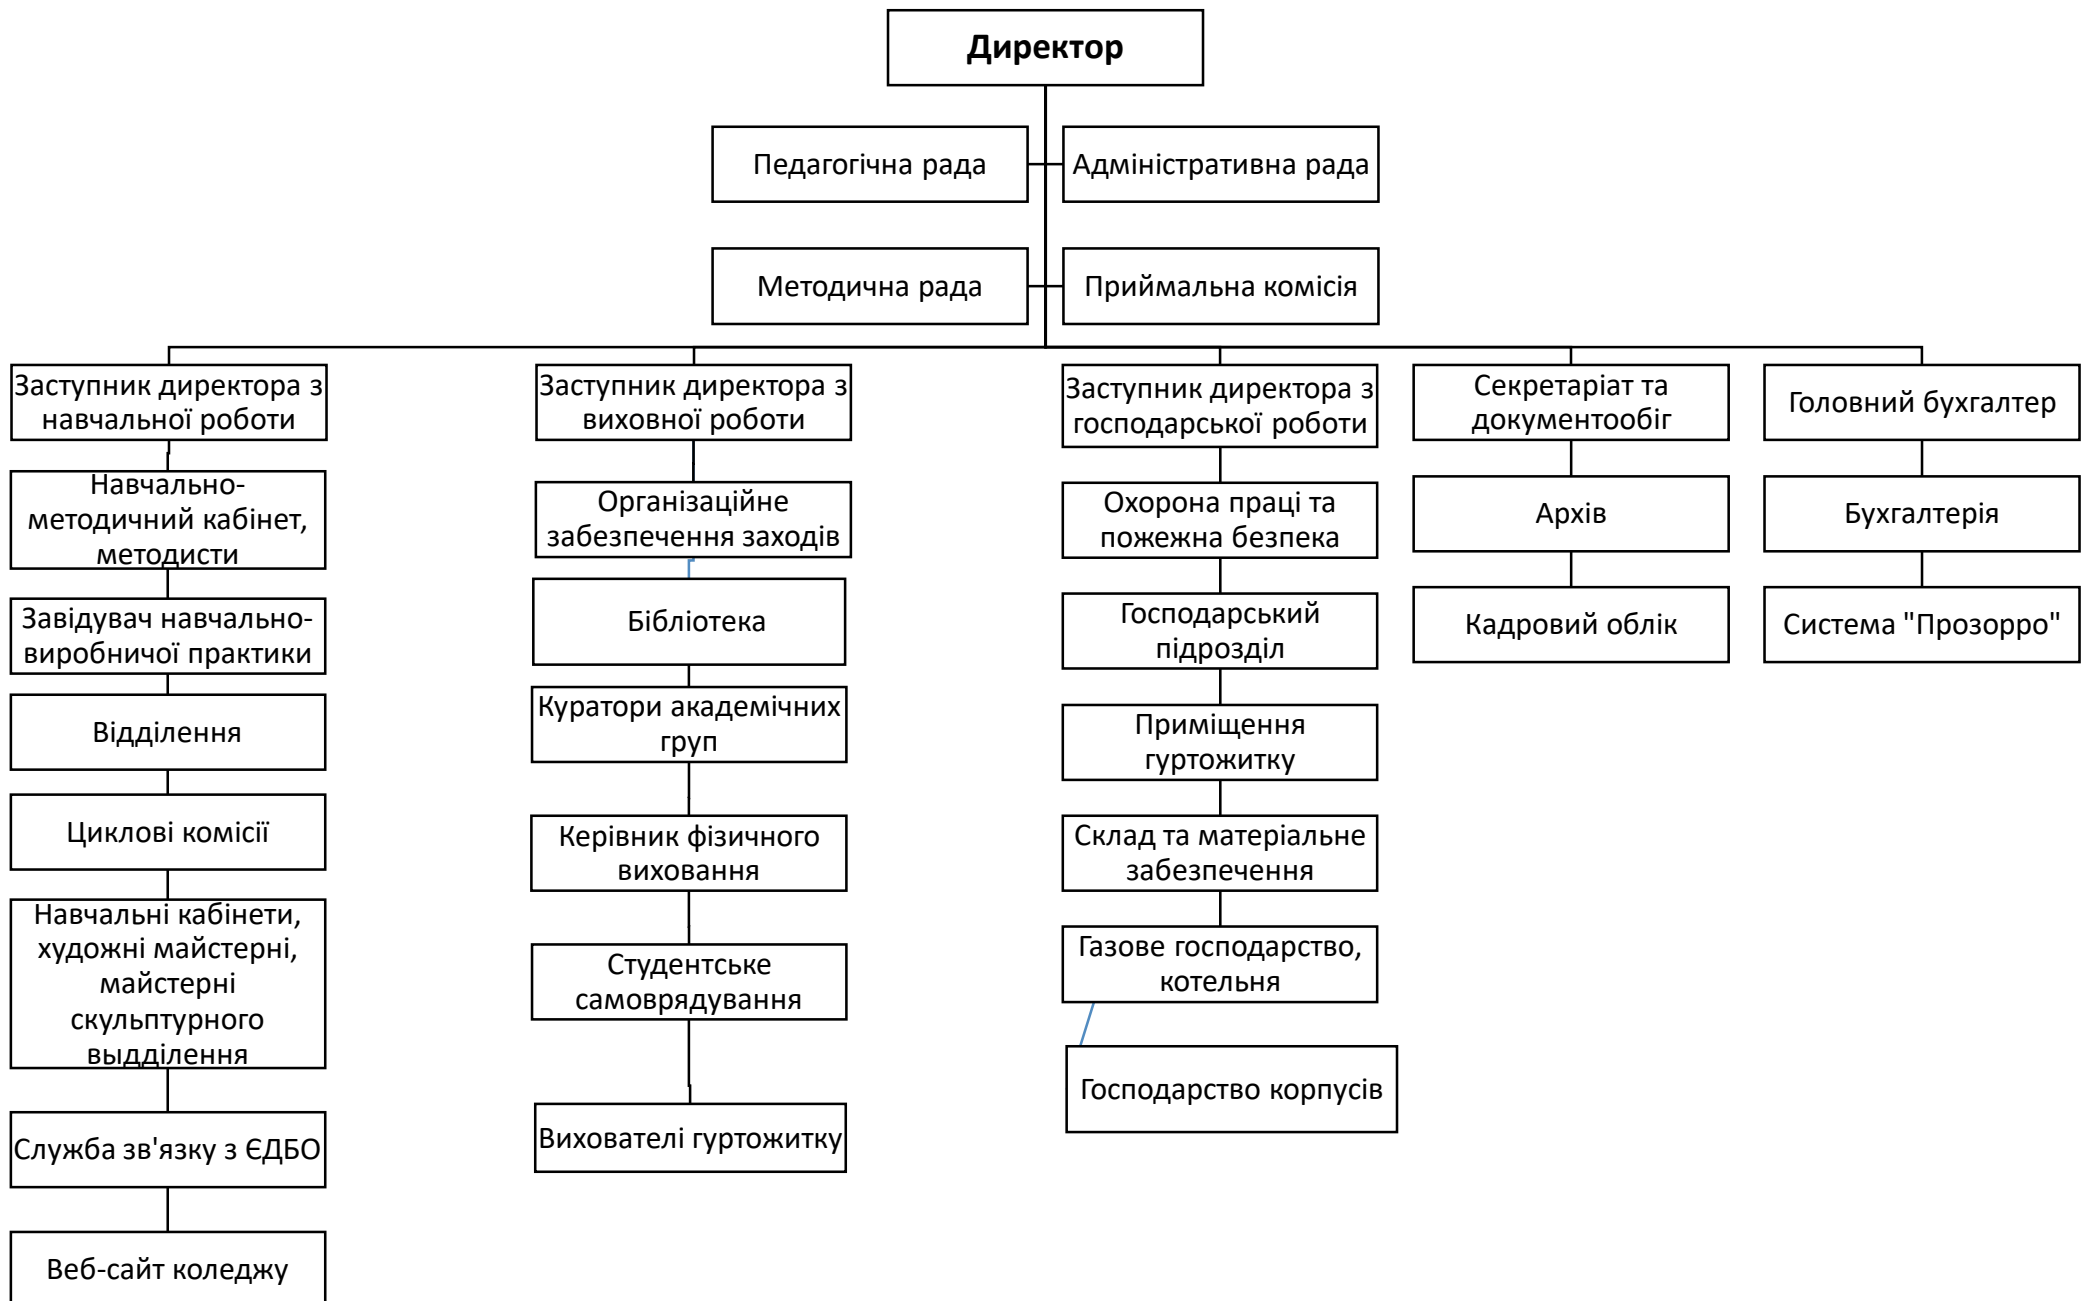 Директор
Педагогічна рада
Адміністративна рада
Методична рада
Приймальна комісія
Заступник директора з
навчальної роботи
Навчально-
методичний кабінет,
методисти
Завідувач навчально-
виробничої практики
Відділення
Циклові комісії
Навчальні кабінети,
художні майстерні,
майстерні
скульптурного
выдділення
Служба зв'язку з ЄДБО
Веб-сайт коледжу
Заступник директора з
виховної роботи
Організаційне
забезпечення заходів
Бібліотека
Куратори академічних
груп
Керівник фізичного
виховання
Студентське
самоврядування
Вихователі гуртожитку
Заступник директора з
господарської роботи
Охорона праці та
пожежна безпека
Господарський
підрозділ
Приміщення
гуртожитку
Склад та матеріальне
забезпечення
Газове господарство,
котельня
Господарство корпусів
Секретаріат та
документообіг
Архів
Кадровий облік
Головний бухгалтер
Бухгалтерія
Система "Прозорро"